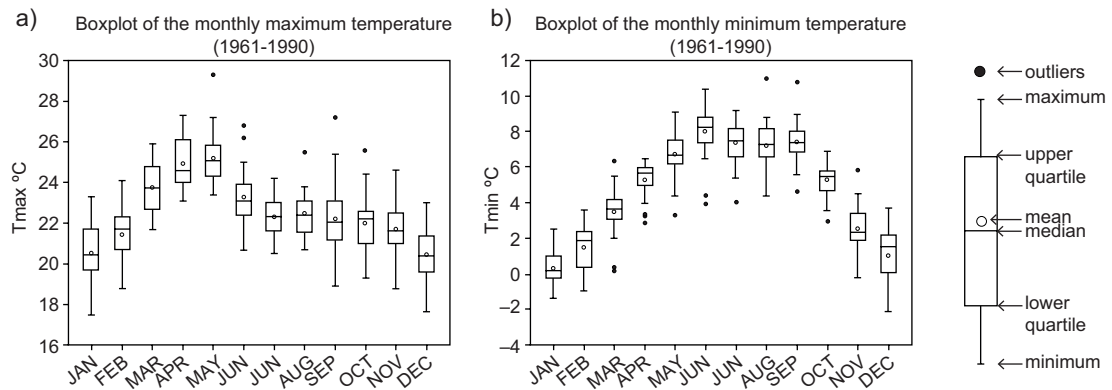 a) Boxplot of the monthly maximum temperature
(1961-1990)
30
28
26
24
22
20
18
16
Tmax ºC
JAN FEB MAR APR MAY JUN JUN AUG SEP OCT NOV DEC
b) Boxplot of the monthly minimum temperature
(1961-1990)
12
10
8
6
4
2
0
–2
–4
Tmin ºC
JAN FEB MAR APR MAY JUN JUN AUG SEP OCT NOV DEC
outliers
maximum
upper
quartile
mean
median
lower
quartile
minimum